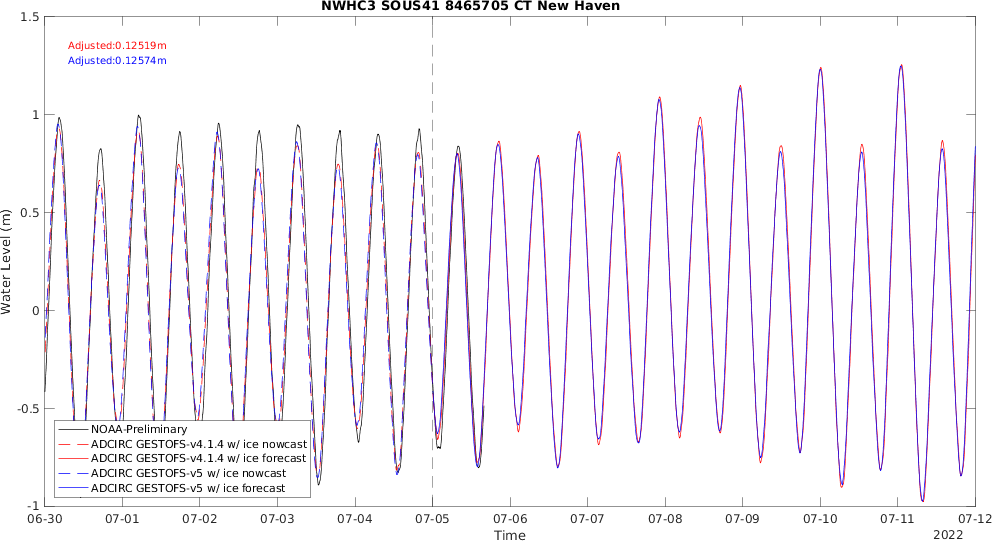 NWHC3 SOUS41 8465705 CT New Haven
1.5
Adjusted:0.12519m
Adjusted:0.12574m
1
0.5
0
-0.5
-1
Water Level (m)
NOAA-Preliminary
ADCIRC GESTOFS-v4.1.4 w/ ice nowcast
ADCIRC GESTOFS-v4.1.4 w/ ice forecast
ADCIRC GESTOFS-v5 w/ ice nowcast
ADCIRC GESTOFS-v5 w/ ice forecast
06-30 07-01 07-02 07-03 07-04 07-05 07-06 07-07 07-08 07-09 07-10 07-11 07-12
Time
2022